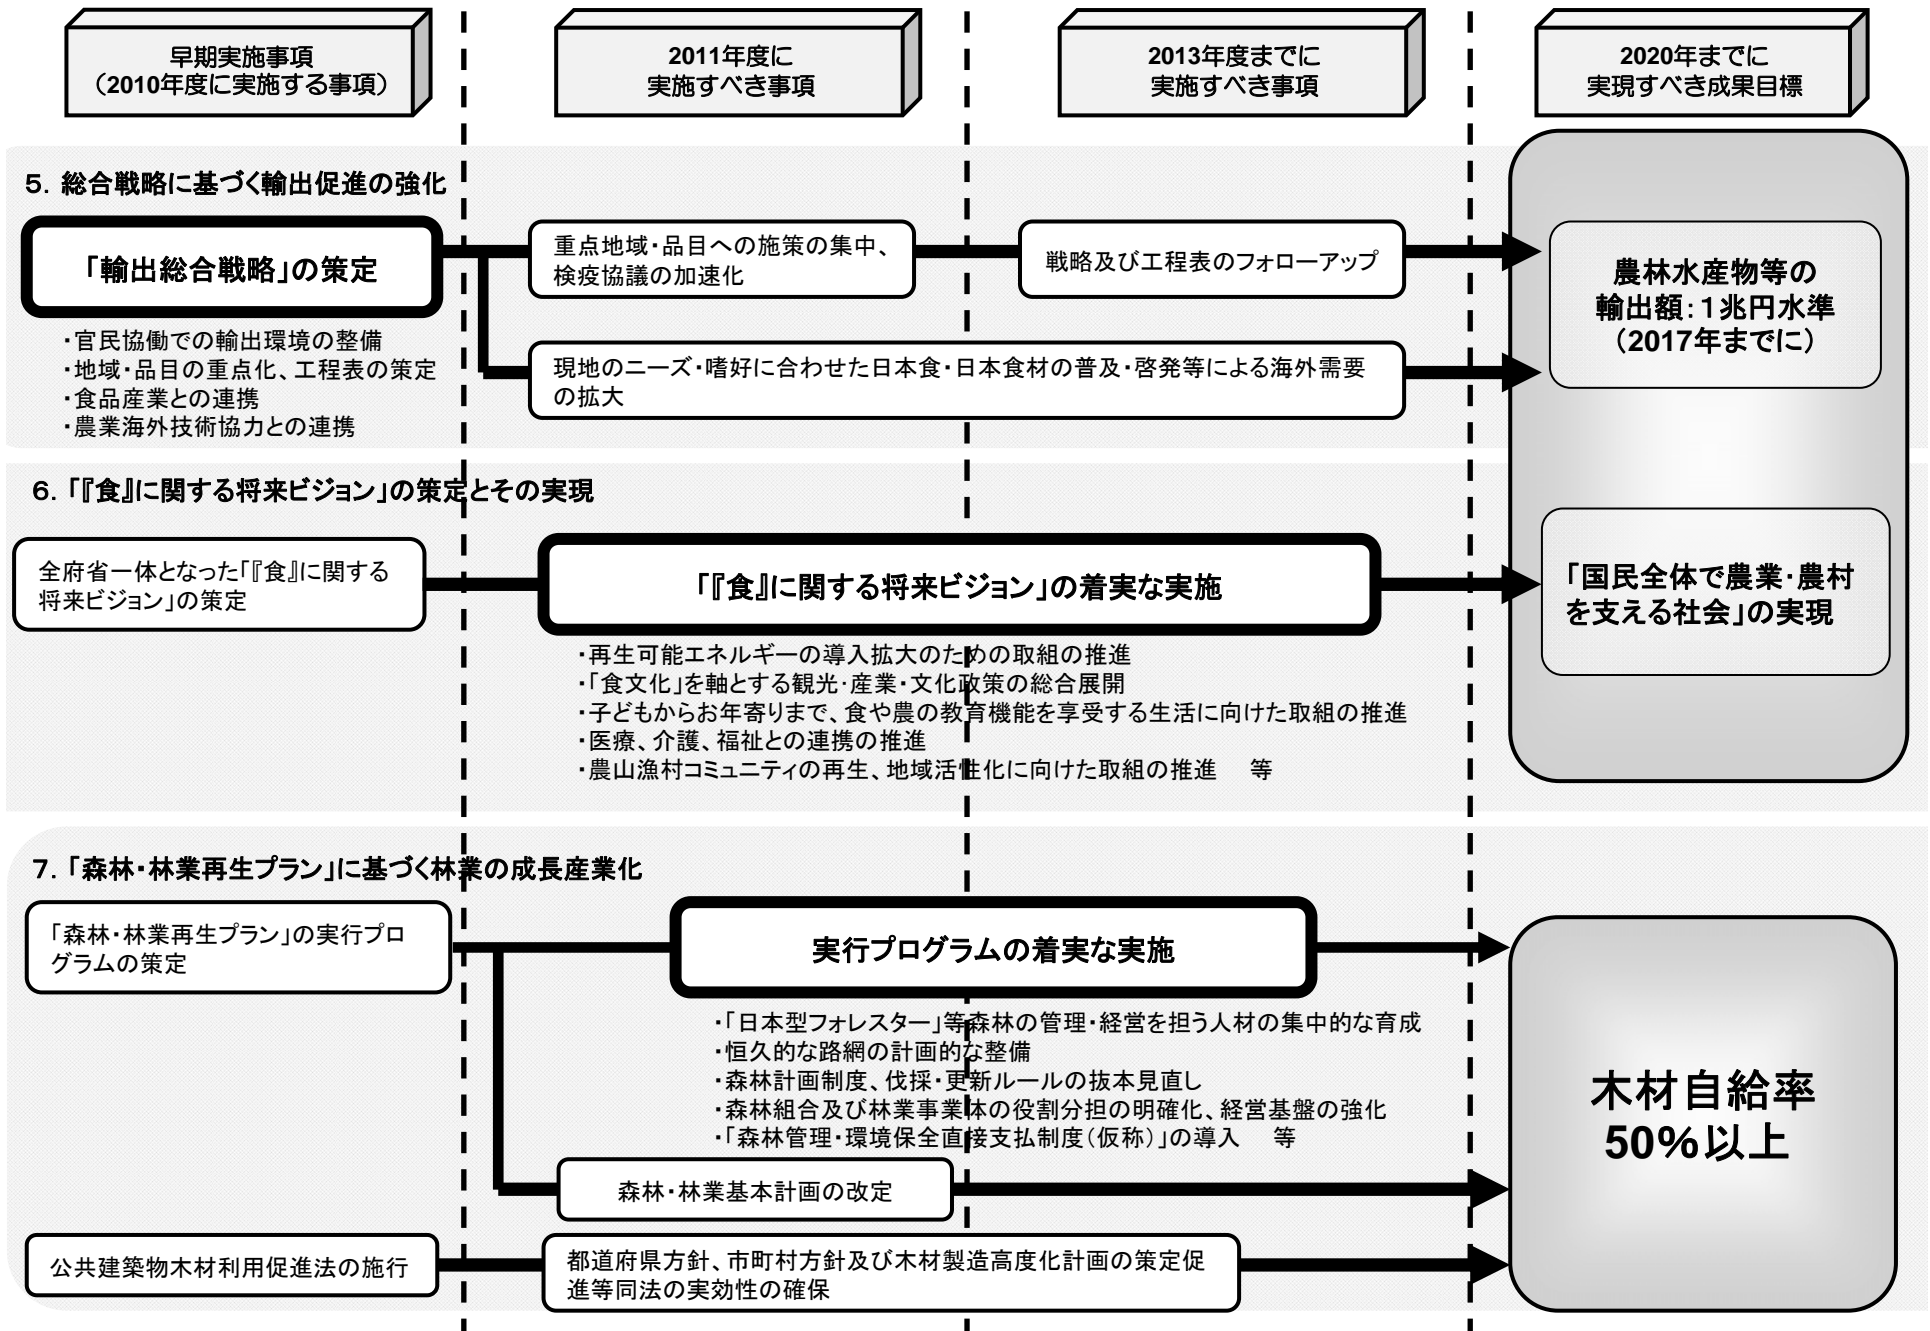 早期実施事項
（2010年度に実施する事項）
2011年度に
実施すべき事項
2013年度までに
実施すべき事項
2020年までに
実現すべき成果目標
５．総合戦略に基づく輸出促進の強化
「輸出総合戦略」の策定
・官民協働での輸出環境の整備
・地域・品目の重点化、工程表の策定
・食品産業との連携
・農業海外技術協力との連携
重点地域・品目への施策の集中、
検疫協議の加速化
戦略及び工程表のフォローアップ
現地のニーズ・嗜好に合わせた日本食・日本食材の普及・啓発等による海外需要
の拡大
農林水産物等の
輸出額：１兆円水準
（2017年までに）
６．「『食』に関する将来ビジョン」の策定とその実現
全府省一体となった「『食』に関する
将来ビジョン」の策定
「『食』に関する将来ビジョン」の着実な実施
・再生可能エネルギーの導入拡大のための取組の推進
・「食文化」を軸とする観光・産業・文化政策の総合展開
・子どもからお年寄りまで、食や農の教育機能を享受する生活に向けた取組の推進
・医療、介護、福祉との連携の推進
・農山漁村コミュニティの再生、地域活性化に向けた取組の推進　等
「国民全体で農業・農村
を支える社会」の実現
７．「森林・林業再生プラン」に基づく林業の成長産業化
「森林・林業再生プラン」の実行プロ
グラムの策定
実行プログラムの着実な実施
・「日本型フォレスター」等森林の管理・経営を担う人材の集中的な育成
・恒久的な路網の計画的な整備
・森林計画制度、伐採・更新ルールの抜本見直し
・森林組合及び林業事業体の役割分担の明確化、経営基盤の強化
・「森林管理・環境保全直接支払制度（仮称）」の導入　等
森林・林業基本計画の改定
公共建築物木材利用促進法の施行
都道府県方針、市町村方針及び木材製造高度化計画の策定促
進等同法の実効性の確保
木材自給率
50％以上